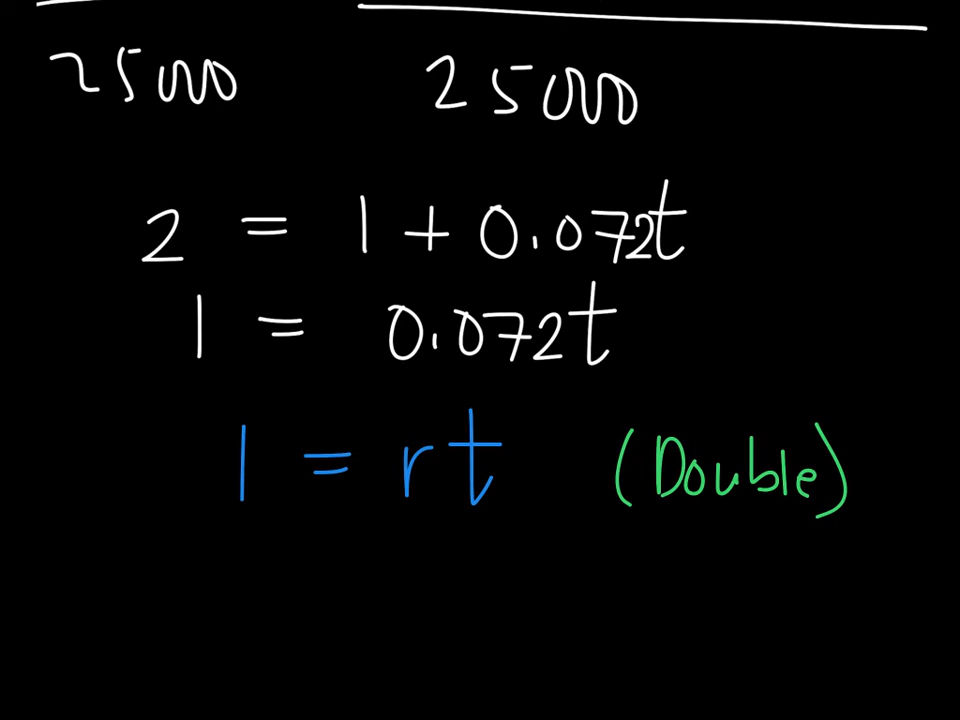 25000 25000
2 = 1 + 0.072t
1 = 0.072t
1 = rt (Double)